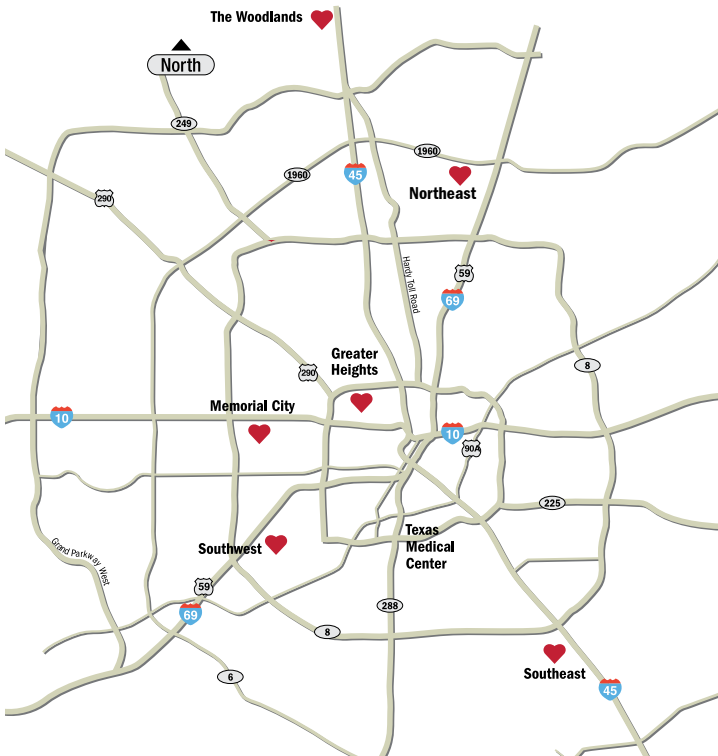 The Woodlands
North
249
1960
1960
45
Northeast
290
59
Hardy Toll Road
69
Greater
Heights
290
8
Memorial City
10
10
90A
225
Texas
Medical
Center
Southwest
Grand Parkway West
59
288
69
8
Southeast
6
45